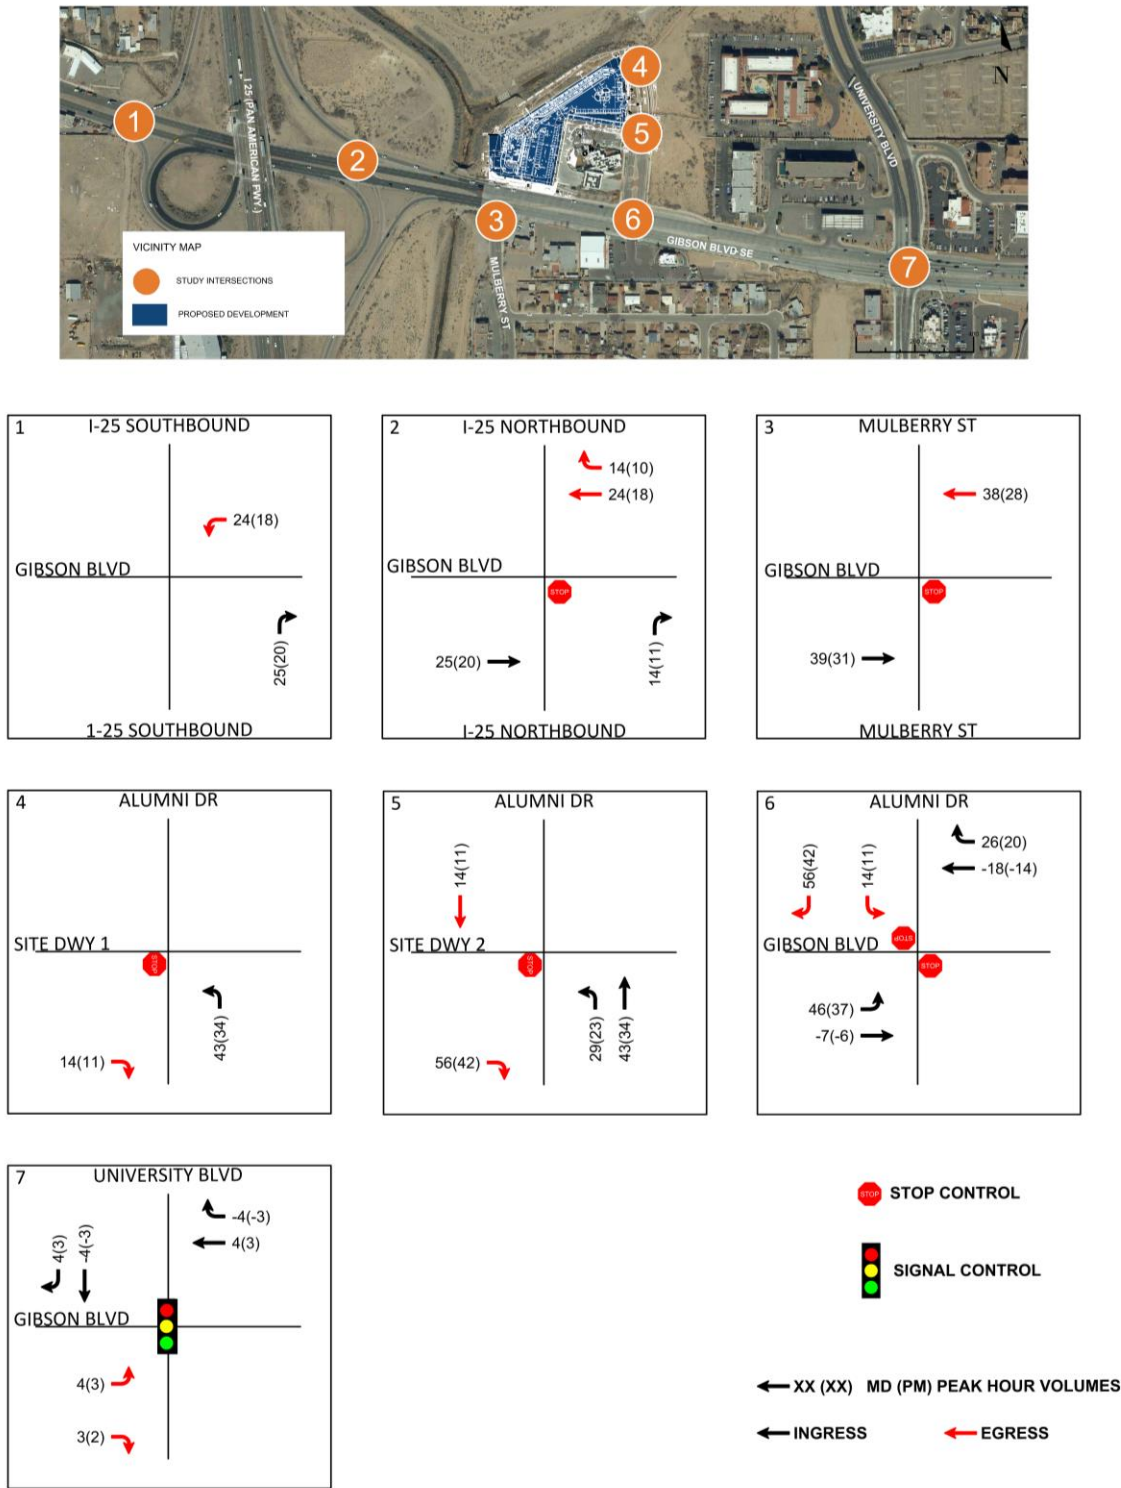 I 25 (PAN AMERICAN FWY)
UNIVERSITY BLVD
N
1
2
3
4
5
6
7
GIBSON BLVD SE
MULBERRY ST
VICINITY MAP
STUDY INTERSECTIONS
PROPOSED DEVELOPMENT
1
I-25 SOUTHBOUND
24(18)
GIBSON BLVD
25(20)
1-25 SOUTHBOUND
2
I-25 NORTHBOUND
14(10)
24(18)
GIBSON BLVD
STOP
25(20)
14(11)
I-25 NORTHBOUND
3
MULBERRY ST
38(28)
GIBSON BLVD
STOP
39(31)
MULBERRY ST
4
ALUMNI DR
SITE DWY 1
STOP
43(34)
14(11)
5
ALUMNI DR
14(11)
SITE DWY 2
STOP
29(23)
43(34)
56(42)
6
ALUMNI DR
26(20)
-18(-14)
56(42)
14(11)
GIBSON BLVD
STOP
STOP
46(37)
-7(-6)
7
UNIVERSITY BLVD
-4(-3)
4(3)
4(3)
-4(-3)
GIBSON BLVD
4(3)
3(2)
STOP
STOP CONTROL
SIGNAL CONTROL
XX (XX) MD (PM) PEAK HOUR VOLUMES
INGRESS
EGRESS